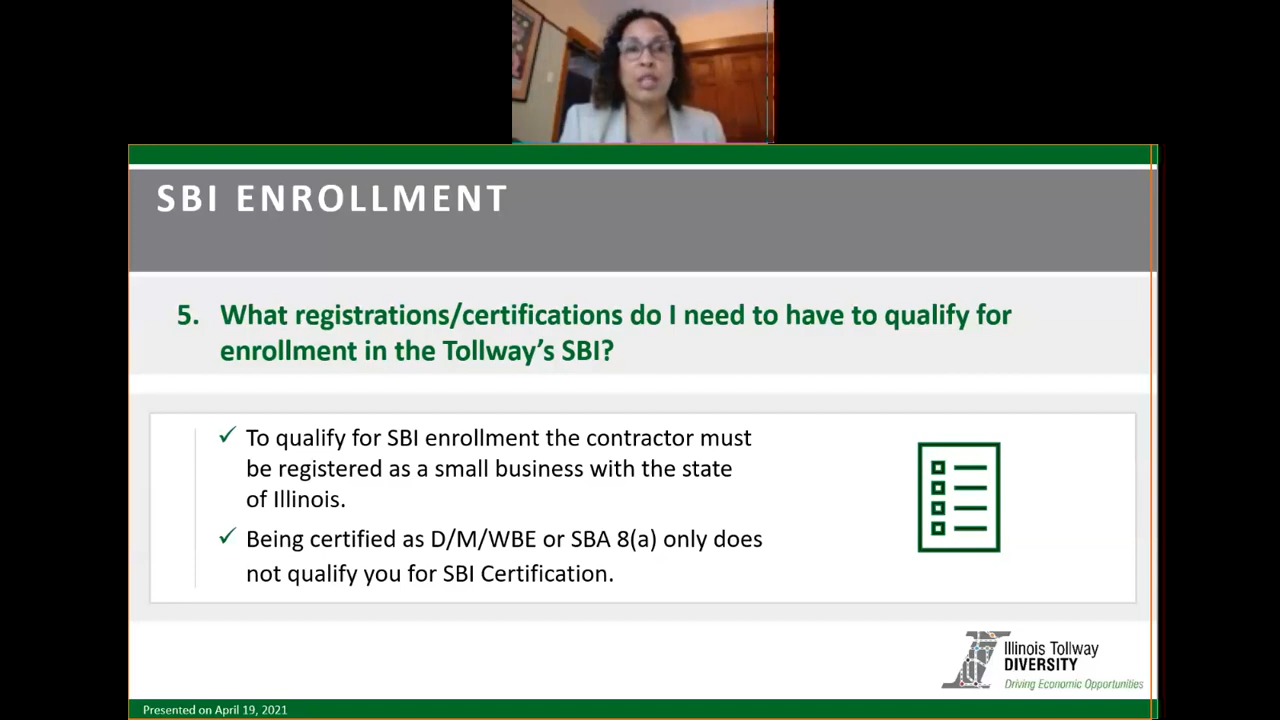 SBI ENROLLMENT
5. What registrations/certifications do I need to have to qualify for
enrollment in the Tollway's SBI?
✓ To qualify for SBI enrollment the contractor must
be registered as a small business with the state
of Illinois.
✓ Being certified as D/M/WBE or SBA 8(a) only does
not qualify you for SBI Certification.
Illinois Tollway
DIVERSITY
Driving Economic Opportunities
Presented on April 19, 2021